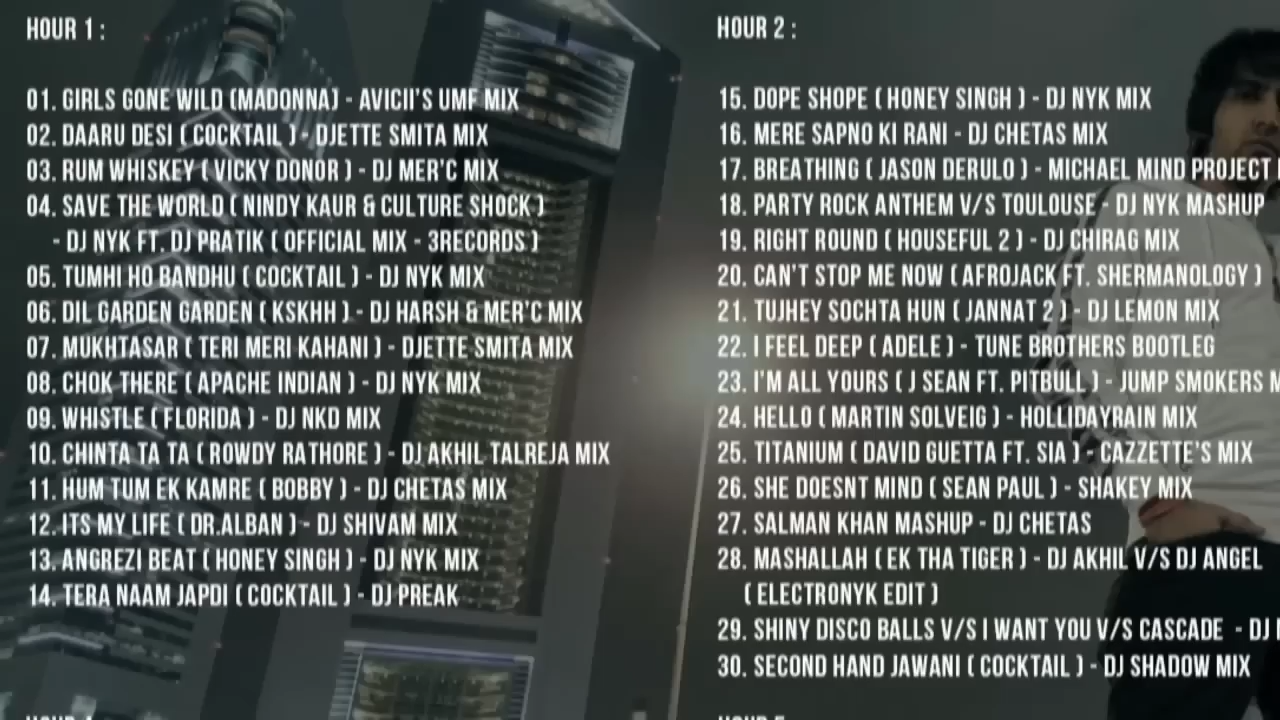 HOUR 1 :
01. GIRLS GONE WILD (MADONNA) - AVICII'S UMF MIX
02. DAARU DESI ( COCKTAIL ) - DJETTE SMITA MIX
03. RUM WHISKEY ( VICKY DONOR ) - DJ MER'C MIX
04. SAVE THE WORLD ( NINDY KAUR & CULTURE SHOCK )
- DJ NYK FT. DJ PRATIK ( OFFICIAL MIX - 3RECORDS )
05. TUMHI HO BANDHU ( COCKTAIL ) - DJ NYK MIX
06. DIL GARDEN GARDEN ( KSKHH ) - DJ HARSH & MER'C MIX
07. MUKHTASAR ( TERI MERI KAHANI ) - DJETTE SMITA MIX
08. CHOK THERE ( APACHE INDIAN ) - DJ NYK MIX
09. WHISTLE ( FLORIDA ) - DJ NKD MIX
10. CHINTA TA TA ( ROWDY RATHORE ) - DJ AKHIL TALREJA MIX
11. HUM TUM EK KAMRE ( BOBBY ) - DJ CHETAS MIX
12. ITS MY LIFE ( DR.ALBAN ) - DJ SHIVAM MIX
13. ANGREZI BEAT ( HONEY SINGH ) - DJ NYK MIX
14. TERA NAAM JAPDI ( COCKTAIL ) - DJ PREAK
HOUR 2 :
15. DOPE SHOPE ( HONEY SINGH ) - DJ NYK MIX
16. MERE SAPNO KI RANI - DJ CHETAS MIX
17. BREATHING ( JASON DERULO ) - MICHAEL MIND PROJECT
18. PARTY ROCK ANTHEM V/S TOULOUSE - DJ NYK MASHUP
19. RIGHT ROUND ( HOUSEFUL 2 ) - DJ CHIRAG MIX
20. CAN'T STOP ME NOW ( AFROJACK FT. SHERMANOLOGY )
21. TUJHEY SOCHTA HUN ( JANNAT 2 ) - DJ LEMON MIX
22. I FEEL DEEP ( ADELE ) - TUNE BROTHERS BOOTLEG
23. I'M ALL YOURS ( J SEAN FT. PITBULL ) - JUMP SMOKERS
24. HELLO ( MARTIN SOLVEIG ) - HOLLIDAYRAIN MIX
25. TITANIUM ( DAVID GUETTA FT. SIA ) - CAZZETTE'S MIX
26. SHE DOESNT MIND ( SEAN PAUL ) - SHAKEY MIX
27. SALMAN KHAN MASHUP - DJ CHETAS
28. MASHALLAH ( EK THA TIGER ) - DJ AKHIL V/S DJ ANGEL
( ELECTRONYK EDIT )
29. SHINY DISCO BALLS V/S I WANT YOU V/S CASCADE - DJ
30. SECOND HAND JAWANI ( COCKTAIL ) - DJ SHADOW MIX